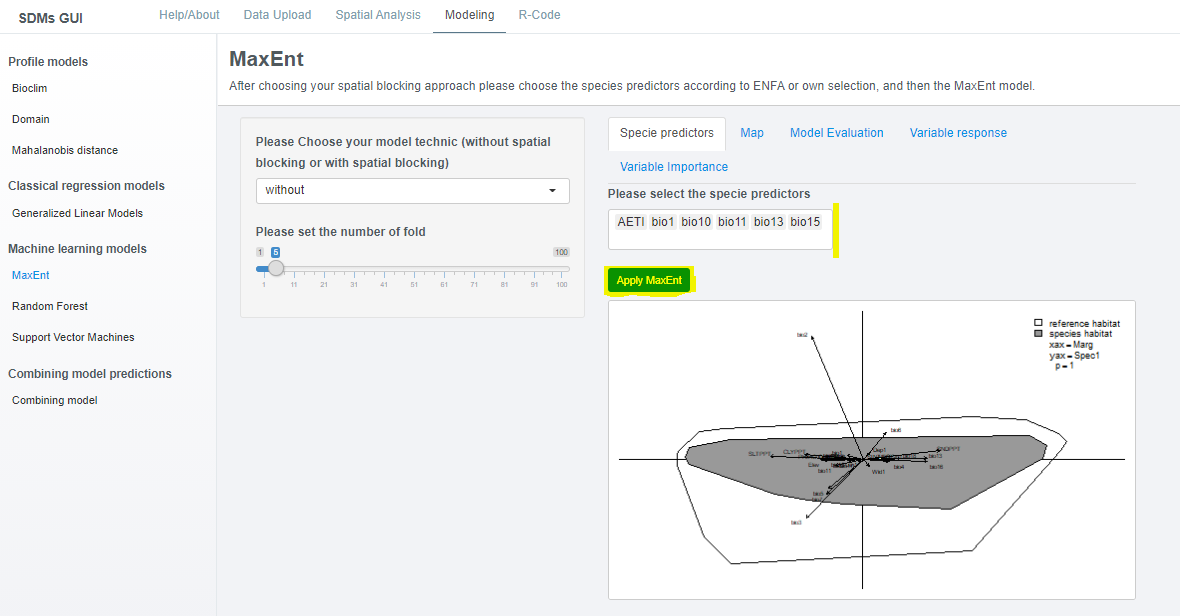 SDMs GUI
Help/About
Data Upload
Spatial Analysis
Modeling
R-Code
Profile models
Bioclim
Domain
Mahalanobis distance
Classical regression models
Generalized Linear Models
Machine learning models
MaxEnt
Random Forest
Support Vector Machines
Combining model predictions
Combining model
MaxEnt
After choosing your spatial blocking approach please choose the species predictors according to ENFA or own selection, and then the MaxEnt model.
Please Choose your model technic (without spatial
blocking or with spatial blocking)
without
Please set the number of fold
1 5 100
1 11 21 31 41 51 61 71 81 91 100
Specie predictors
Map
Model Evaluation
Variable response
Variable Importance
Please select the specie predictors
AETI bio1 bio10 bio11 bio13 bio15
Apply MaxEnt
reference habitat
species habitat
xax = Marg
yax = Spec1
p = 1
bio2
bio8
SLTPPT
CLYPPT
SNDPPT
bio13
Elev
bio11
bio4
bio16
bio3